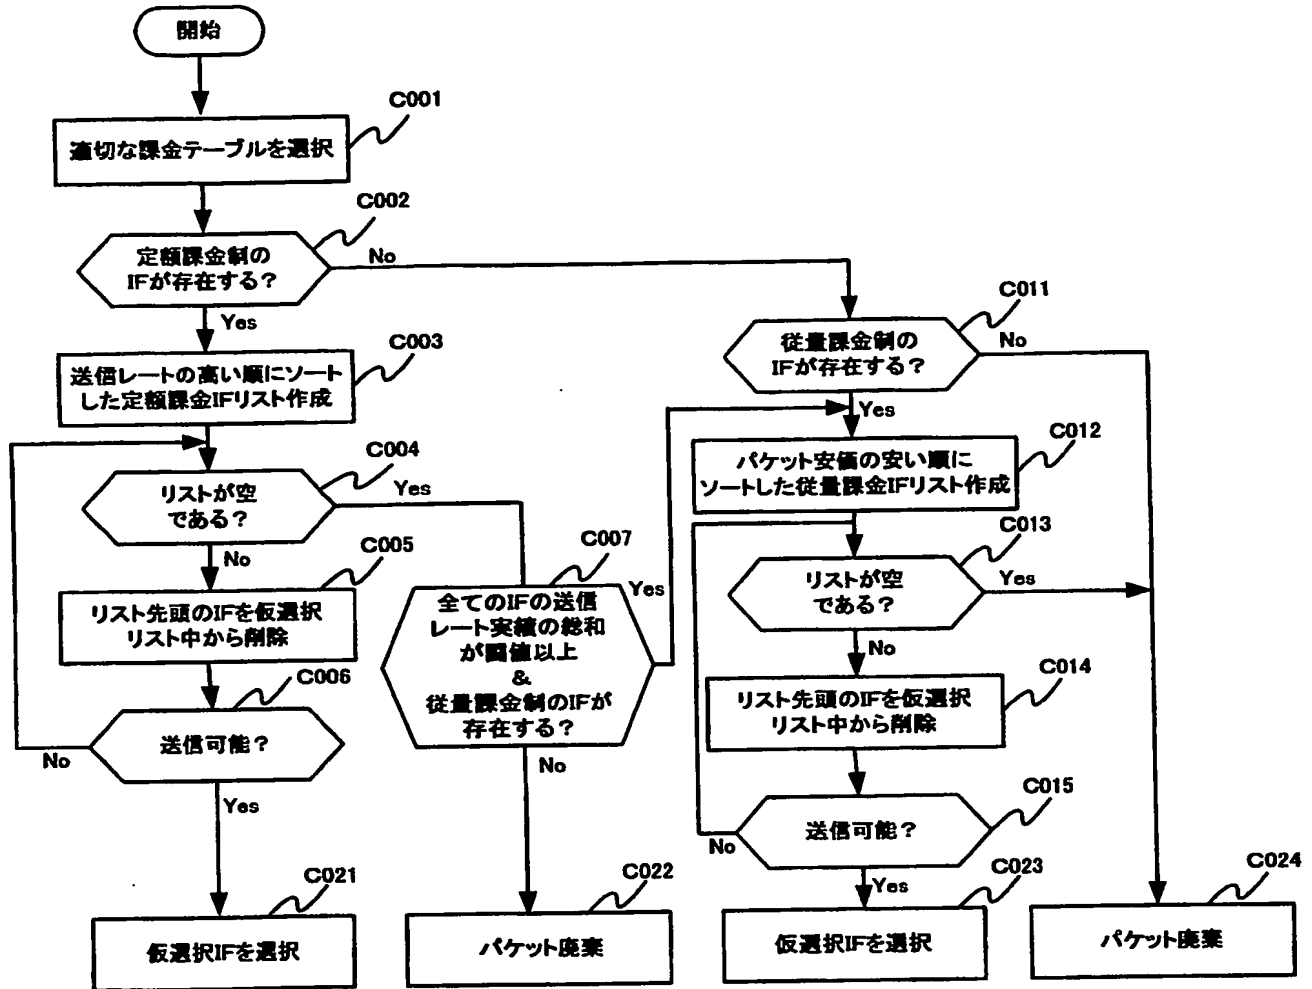 開始
C001
適切な課金テーブルを選択
C002
定額課金制の
IFが存在する？
No
Yes
C003
送信レートの高い順にソート
した定額課金IFリスト作成
C004
リストが空
である？
Yes
No
C005
リスト先頭のIFを仮選択
リスト中から削除
C006
送信可能？
No
Yes
C007
全てのIFの送信
レート実績の総和
が閾値以上
&
従量課金制のIFが
存在する？
Yes
No
C011
従量課金制の
IFが存在する？
No
Yes
C012
パケット安価の安い順に
ソートした従量課金IFリスト作成
C013
リストが空
である？
Yes
No
C014
リスト先頭のIFを仮選択
リスト中から削除
C015
送信可能？
No
Yes
C021
仮選択IFを選択
C022
パケット廃棄
C023
仮選択IFを選択
C024
パケット廃棄